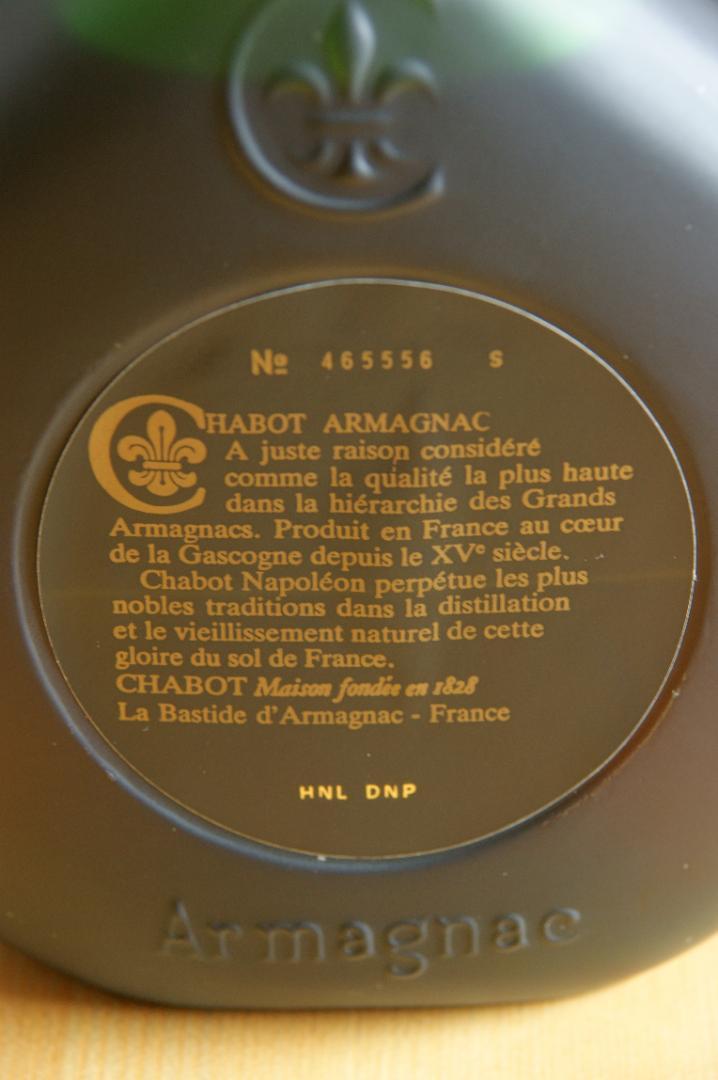 Nº 465556 S
CHABOT ARMAGNAC
A juste raison considéré
comme la qualité la plus haute
dans la hiérarchie des Grands
Armagnacs. Produit en France au cœur
de la Gascogne depuis le XVe siècle.
Chabot Napoléon perpétue les plus
nobles traditions dans la distillation
et le vieillissement naturel de cette
gloire du sol de France.
CHABOT Maison fondée en 1828
La Bastide d'Armagnac - France
HNL DNP
Armagnac